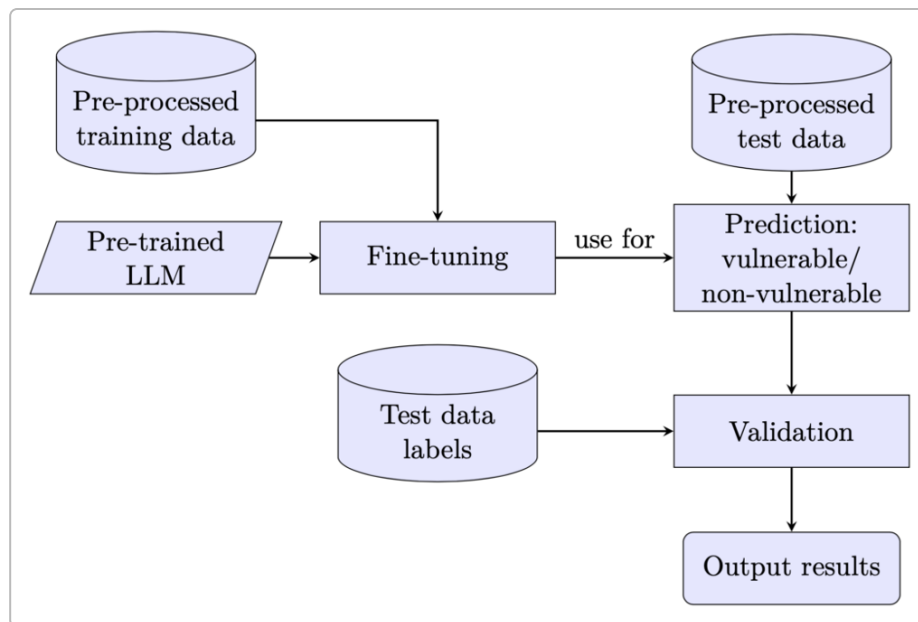 Pre-processed
training data
Pre-processed
test data
Pre-trained
LLM
Fine-tuning
use for
Prediction:
vulnerable/
non-vulnerable
Test data
labels
Validation
Output results